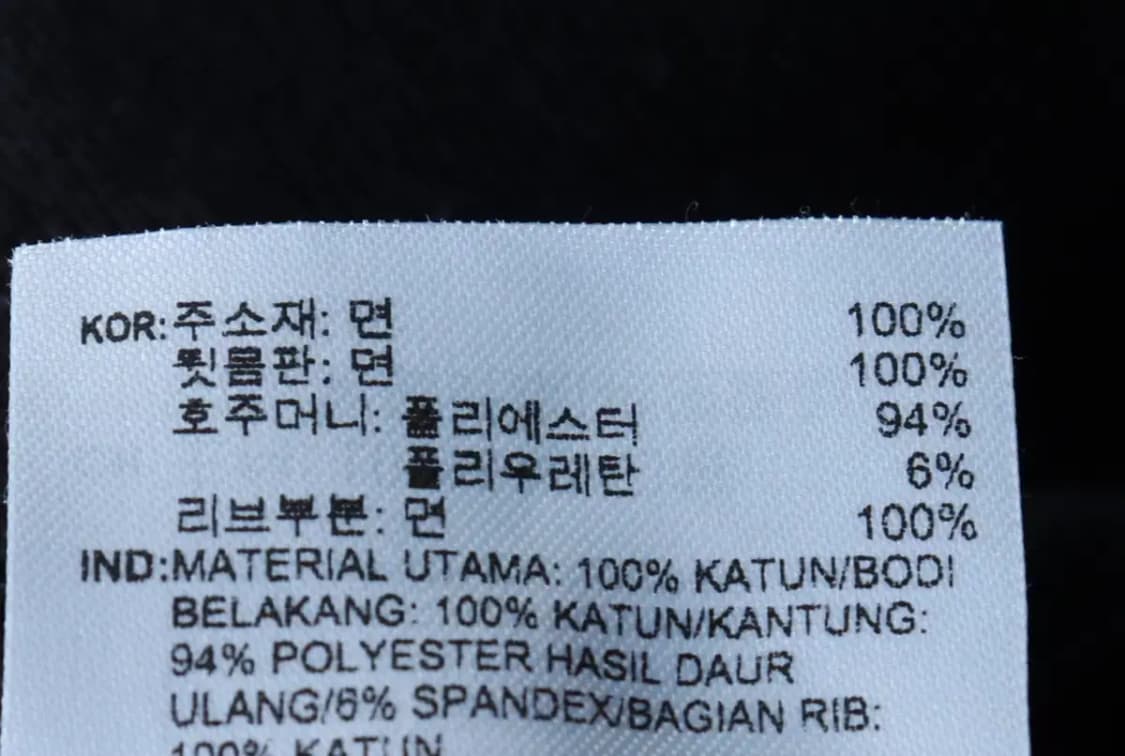 KOR:주소재: 면 100%
뒷몸판: 면 100%
호주머니: 폴리에스터 94%
폴리우레탄 6%
리브부분: 면 100%
IND:MATERIAL UTAMA: 100% KATUN/BODI
BELAKANG: 100% KATUN/KANTUNG:
94% POLYESTER HASIL DAUR
ULANG/6% SPANDEX/BAGIAN RIB:
100% KATUN